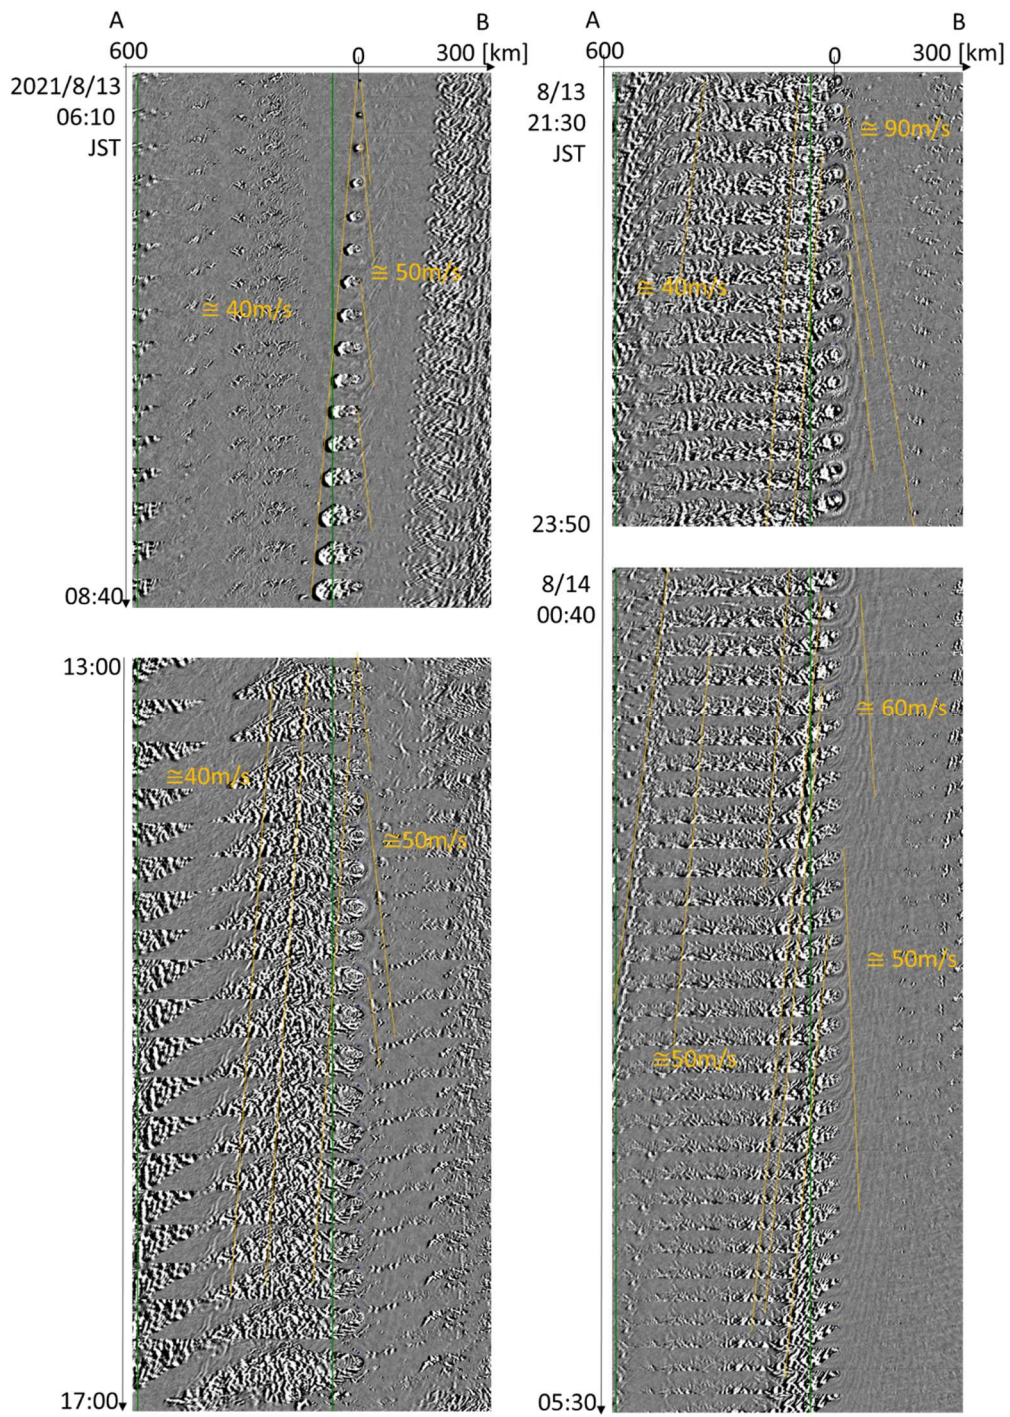 A B
600 0 300 [km]
2021/8/13
06:10
JST
≅ 50m/s
≅ 40m/s
08:40
13:00
≅40m/s
≅50m/s
17:00
A B
600 0 300 [km]
8/13
21:30
JST
≅ 90m/s
≅ 40m/s
23:50
8/14
00:40
≅ 60m/s
≅ 50m/s
≅50m/s
05:30